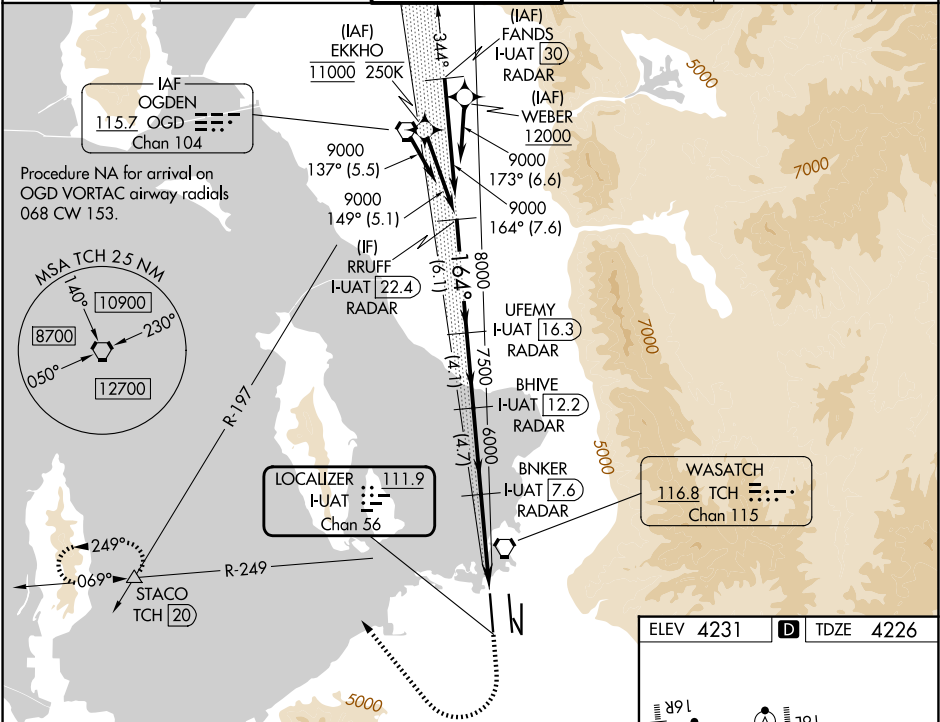 (IAF)
EKKHO
11000 250K
344°
(IAF)
FANDS
I-UAT 30
RADAR
5000
IAF
OGDEN
115.7 OGD
Chan 104
(IAF)
WEBER
12000
Procedure NA for arrival on
OGD VORTAC airway radials
068 CW 153.
9000
137° (5.5)
9000
173° (6.6)
7000
9000
149° (5.1)
9000
164° (7.6)
(IF)
RRUFF
I-UAT 22.4
RADAR
(6.1)
164°
8000
MSA TCH 25 NM
140°
10900
8700
230°
050°
12700
UFEMY
I-UAT 16.3
RADAR
7000
(4.1)
7500
R-197
BHIVE
I-UAT 12.2
RADAR
(4.7)
6000
5000
LOCALIZER 111.9
I-UAT
Chan 56
BNKER
I-UAT 7.6
RADAR
WASATCH
116.8 TCH
Chan 115
249°
069°
R-249
STACO
TCH 20
5000
ELEV 4231 D TDZE 4226
16R
16L